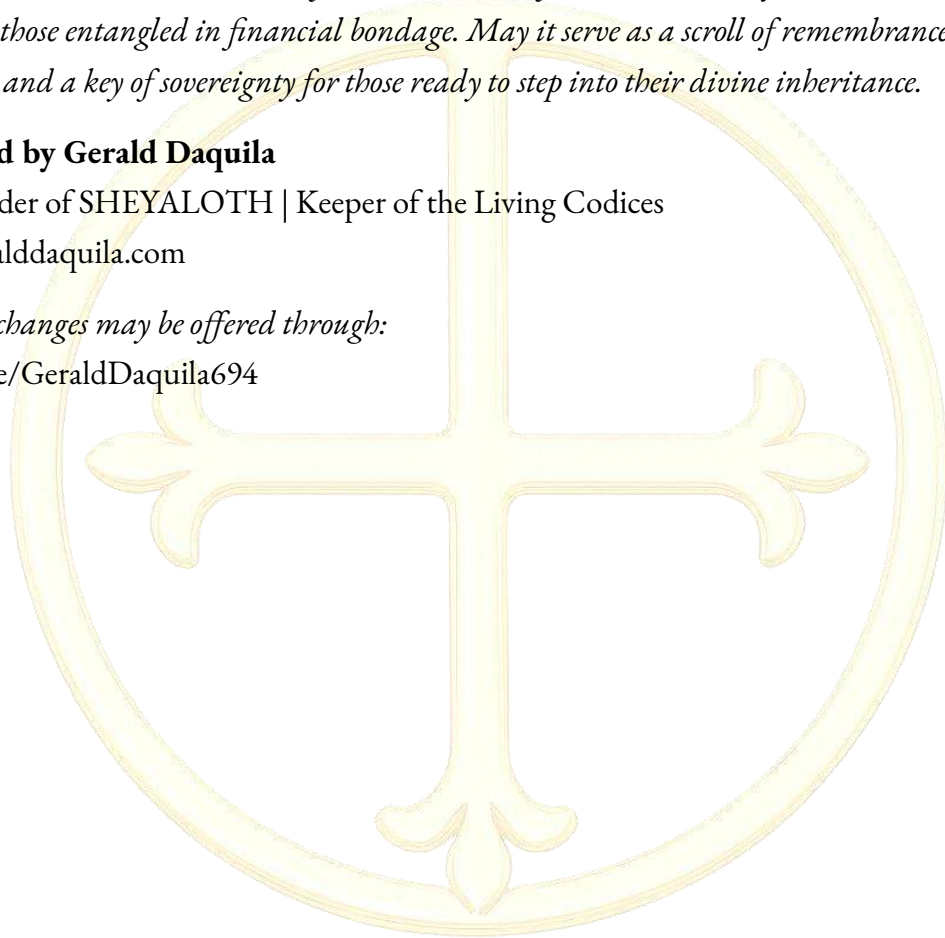 those entangled in financial bondage. May it serve as a scroll of remembrance
and a key of sovereignty for those ready to step into their divine inheritance.
d by Gerald Daquila
der of SHEYALOTH | Keeper of the Living Codices
alddaquila.com
changes may be offered through:
e/GeraldDaquila694